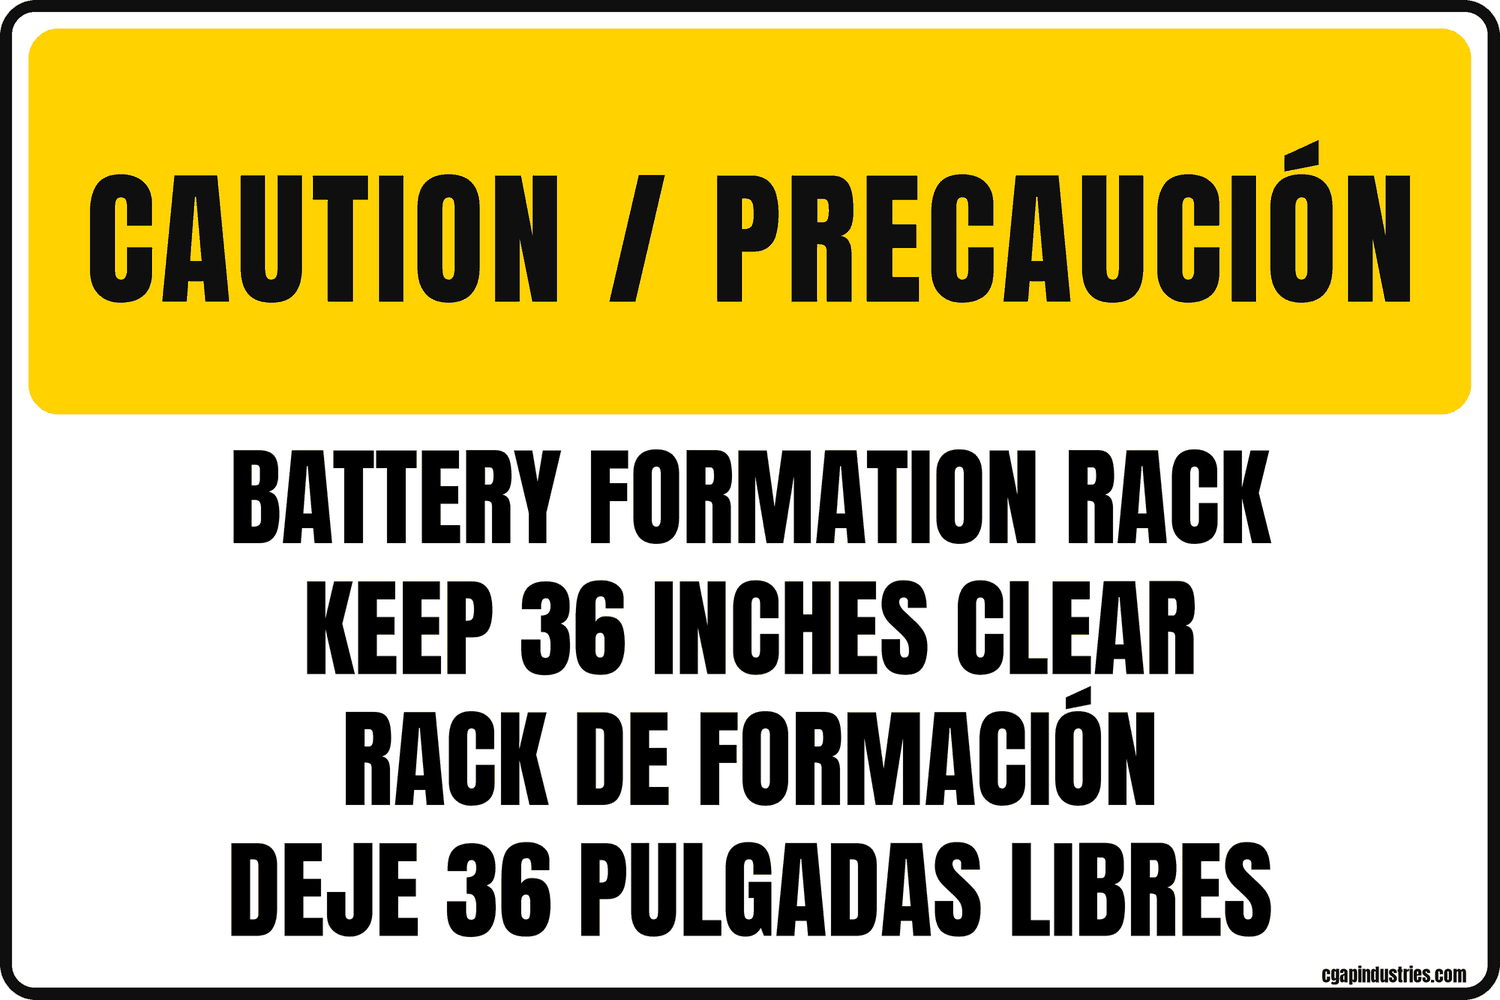 CAUTION / PRECAUCIÓN
BATTERY FORMATION RACK
KEEP 36 INCHES CLEAR
RACK DE FORMACIÓN
DEJE 36 PULGADAS LIBRES
cgapindustries.com